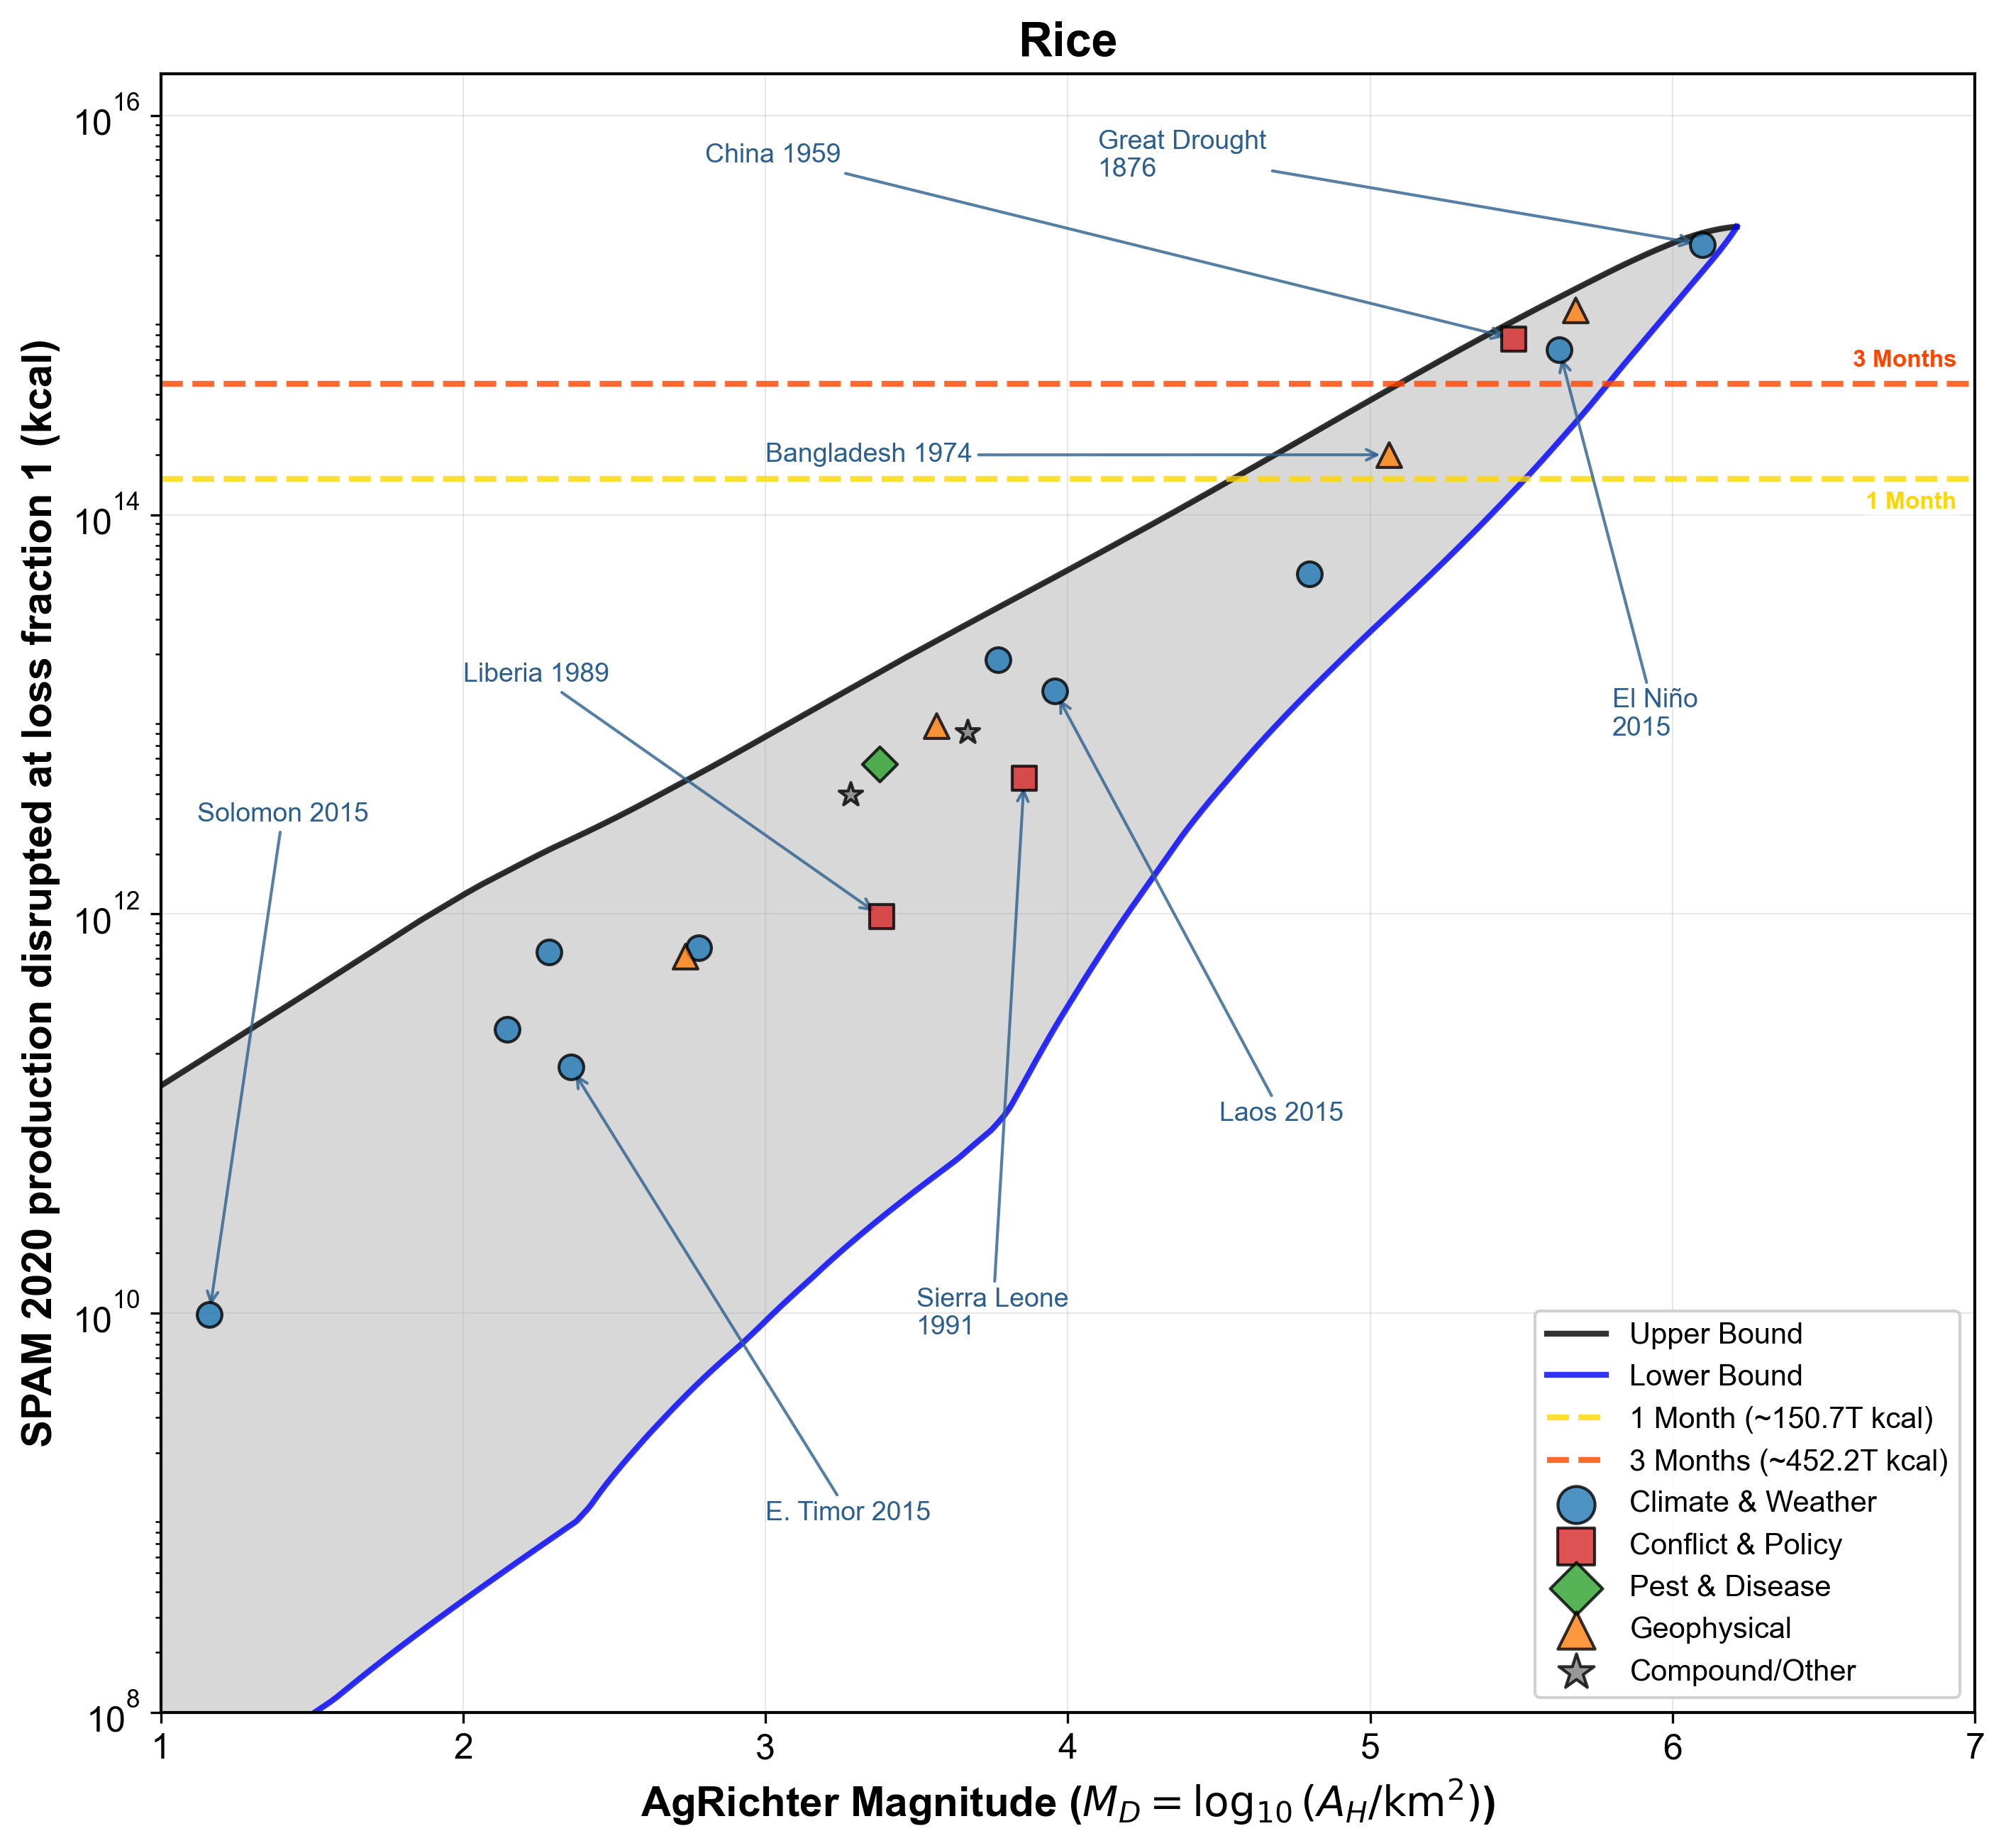 Rice
SPAM 2020 production disrupted at loss fraction 1 (kcal)
10^16
10^14
10^12
10^10
10^8
China 1959
Great Drought
1876
3 Months
Bangladesh 1974
1 Month
Liberia 1989
El Niño
2015
Solomon 2015
Laos 2015
Sierra Leone
1991
E. Timor 2015
Upper Bound
Lower Bound
1 Month (~150.7T kcal)
3 Months (~452.2T kcal)
Climate & Weather
Conflict & Policy
Pest & Disease
Geophysical
Compound/Other
1 2 3 4 5 6 7
AgRichter Magnitude (M_D = log_10(A_H/km^2))